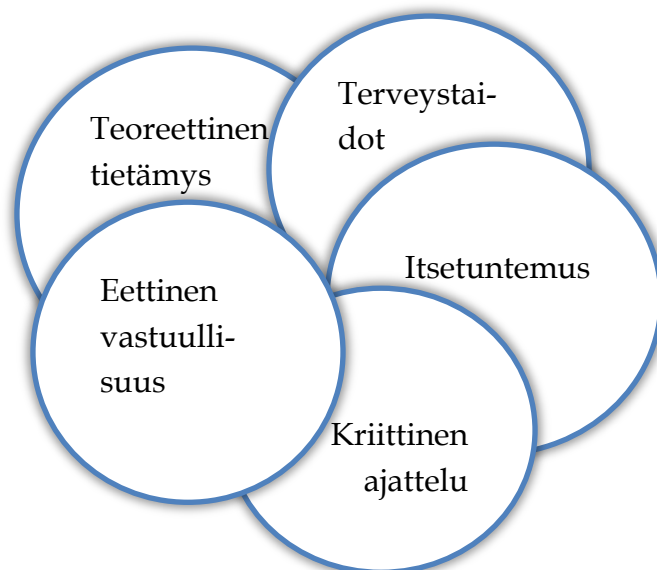 Teoreettinen
tietämys
Terveystai-
dot
Itsetuntemus
Eettinen
vastuulli-
suus
Kriittinen
ajattelu